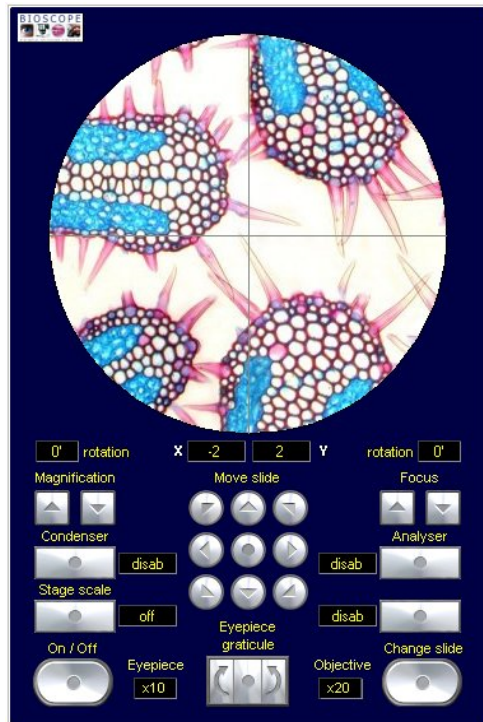 BIOSCOPE
0' rotation X -2 2 Y rotation 0'
Magnification Move slide Focus
Condenser Analyser
disab disab
Stage scale
off disab
Eyepiece
graticule
On / Off Eyepiece Objective Change slide
x10 x20